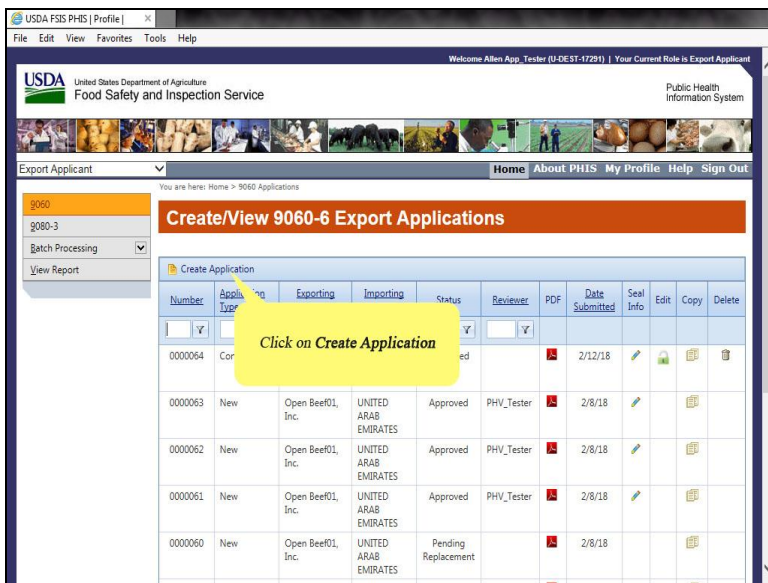 USDA FSIS PHIS | Profile |
File Edit View Favorites Tools Help
Welcome Allen App_Tester (U-DEST-17291) | Your Current Role is Export Applicant
USDA
United States Department of Agriculture
Food Safety and Inspection Service
Public Health
Information System
Export Applicant
Home About PHIS My Profile Help Sign Out
You are here: Home > 9060 Applications
9060
9080-3
Batch Processing
View Report
Create/View 9060-6 Export Applications
Create Application
Number Application Exporting Importing Status Reviewer PDF Date Submitted Seal Info Edit Copy Delete
Click on Create Application
0000064 2/12/18
0000063 New Open Beef01, Inc. UNITED ARAB EMIRATES Approved PHV_Tester 2/8/18
0000062 New Open Beef01, Inc. UNITED ARAB EMIRATES Approved PHV_Tester 2/8/18
0000061 New Open Beef01, Inc. UNITED ARAB EMIRATES Approved PHV_Tester 2/8/18
0000060 New Open Beef01, Inc. UNITED ARAB EMIRATES Pending Replacement 2/8/18